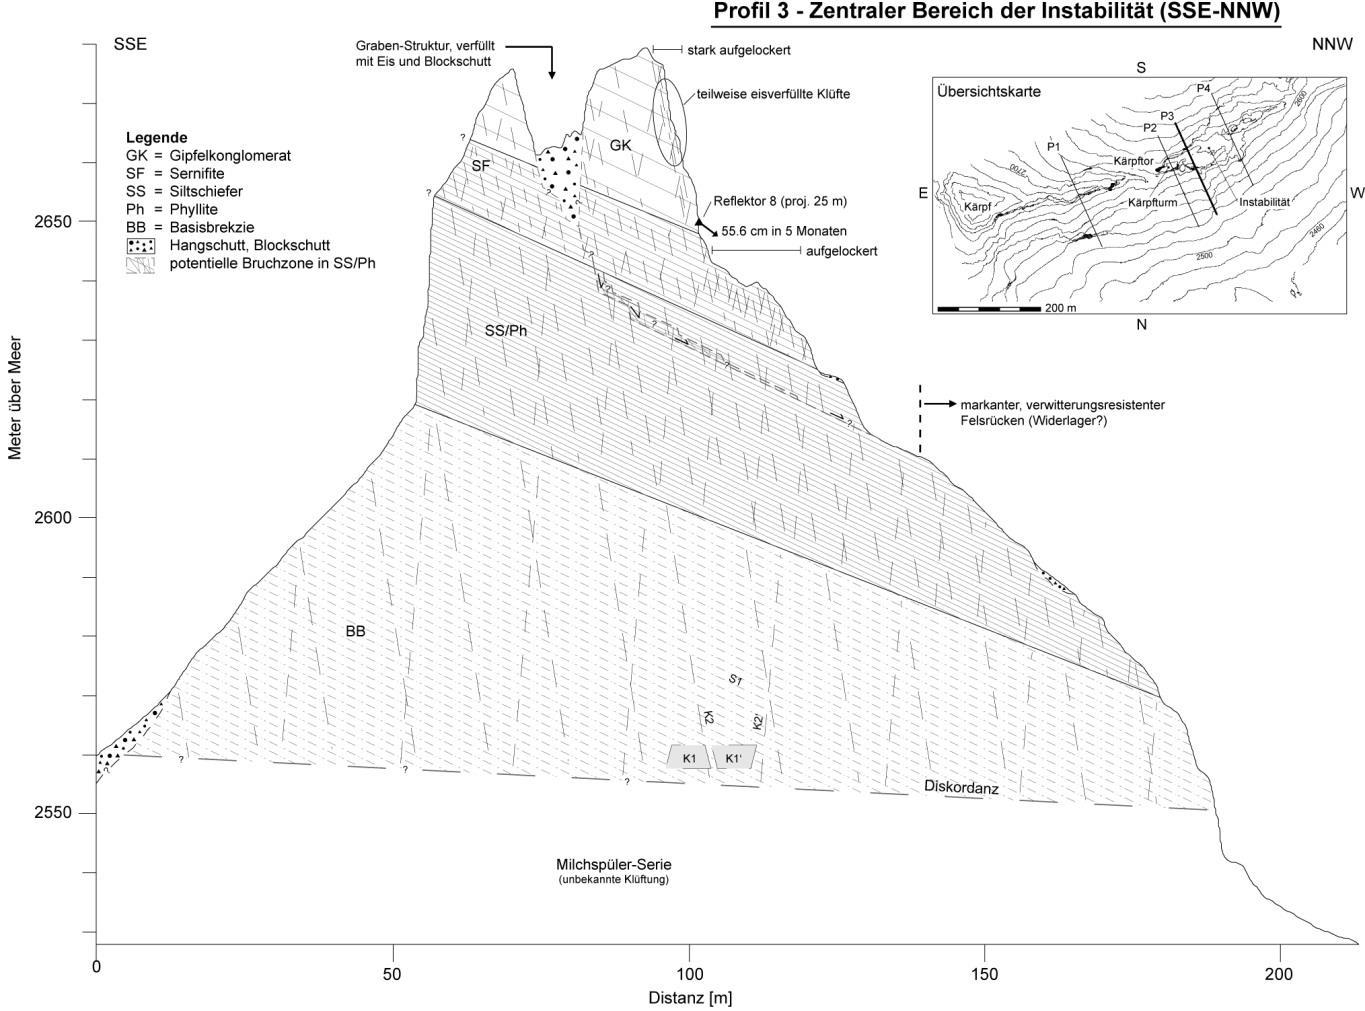 Profil 3 - Zentraler Bereich der Instabilität (SSE-NNW)
SSE
NNW
Graben-Struktur, verfüllt
mit Eis und Blockschutt
stark aufgelockert
teilweise eisverfüllte Klüfte
Legende
GK = Gipfelkonglomerat
SF = Sernifite
SS = Siltschiefer
Ph = Phyllite
BB = Basisbrekzie
Hangschutt, Blockschutt
potentielle Bruchzone in SS/Ph
GK
SF
SS/Ph
BB
Reflektor 8 (proj. 25 m)
55.6 cm in 5 Monaten
aufgelockert
Übersichtskarte
S
E
W
N
P1
P2
P3
P4
Kärpftor
Kärpf
Kärpfturm
Instabilität
2700
2600
2500
2460
200 m
markanter, verwitterungsresistenter
Felsrücken (Widerlager?)
?
?
?
?
?
?
?
?
S1
K2
K2'
K1
K1'
?
?
?
?
Diskordanz
Milchspüler-Serie
(unbekannte Klüftung)
Meter über Meer
2650
2600
2550
0
50
100
150
200
Distanz [m]